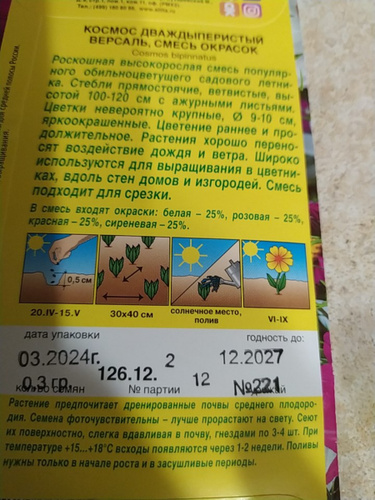 КОСМОС ДВАЖДЫПЕРИСТЫЙ
ВЕРСАЛЬ, СМЕСЬ ОКРАСОК
Cosmos bipinnatus
Роскошная высокорослая смесь популяр-
ного обильноцветущего садового летни-
ка. Стебли прямостоячие, ветвистые, вы-
сотой 100-120 см с ажурными листьями.
Цветки невероятно крупные, Ø 9-10 см,
яркоокрашенные. Цветение раннее и про-
должительное. Растения хорошо перено-
сят воздействие дождя и ветра. Широко
используются для выращивания в цветни-
ках, вдоль стен домов и изгородей. Смесь
подходит для срезки.
В смесь входят окраски: белая – 25%, розовая – 25%,
красная – 25%, сиреневая – 25%.
0,5 см
20.IV-15.V
30х40 см
солнечное место,
полив
VI-IX
дата упаковки
годность до:
03.2024г.
2
12.2027
0.3 гр.
126.12.
12
№221
кол-во семян
№ партии
Растение предпочитает дренированные почвы среднего плодоро-
дия. Семена фоточувствительны – лучше прорастают на свету. Сеют
их поверхностно, слегка вдавливая в почву, гнездами по 3-4 шт. При
температуре +15...+18°С всходы появляются через 1-2 недели. Поливы
нужны только в начале роста и в засушливые периоды.